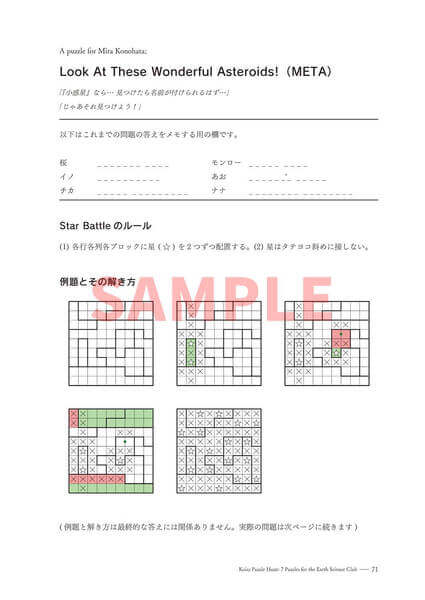 A puzzle for Mira Konohata;
Look At These Wonderful Asteroids!（META）
「『小惑星』なら… 見つけたら名前が付けられるはず…」
「じゃあそれ見つけよう！」
以下はこれまでの問題の答えをメモする用の欄です。
桜 _ _ _ _ _ _ _ _ _ _ _ モンロー _ _ _ _ _ _ _ _ _
イノ _ _ _ _ _ _ _ _ _ _ あお _ _ _ _ _ _ ' _ _ _ _ _ _
チカ _ _ _ _ _ _ _ _ _ _ _ _ _ _ ナナ _ _ _ _ _ _ _ _ _ _ _ _ _ _ _ _
Star Battle のルール
(1) 各行各列各ブロックに星 (☆) を２つずつ配置する。(2) 星はタテヨコ斜めに接しない。
例題とその解き方
SAMPLE
( 例題と解き方は最終的な答えには関係ありません。実際の問題は次ページに続きます )
Koias Puzzle Hunt: 7 Puzzles for the Earth Science Club ── 71